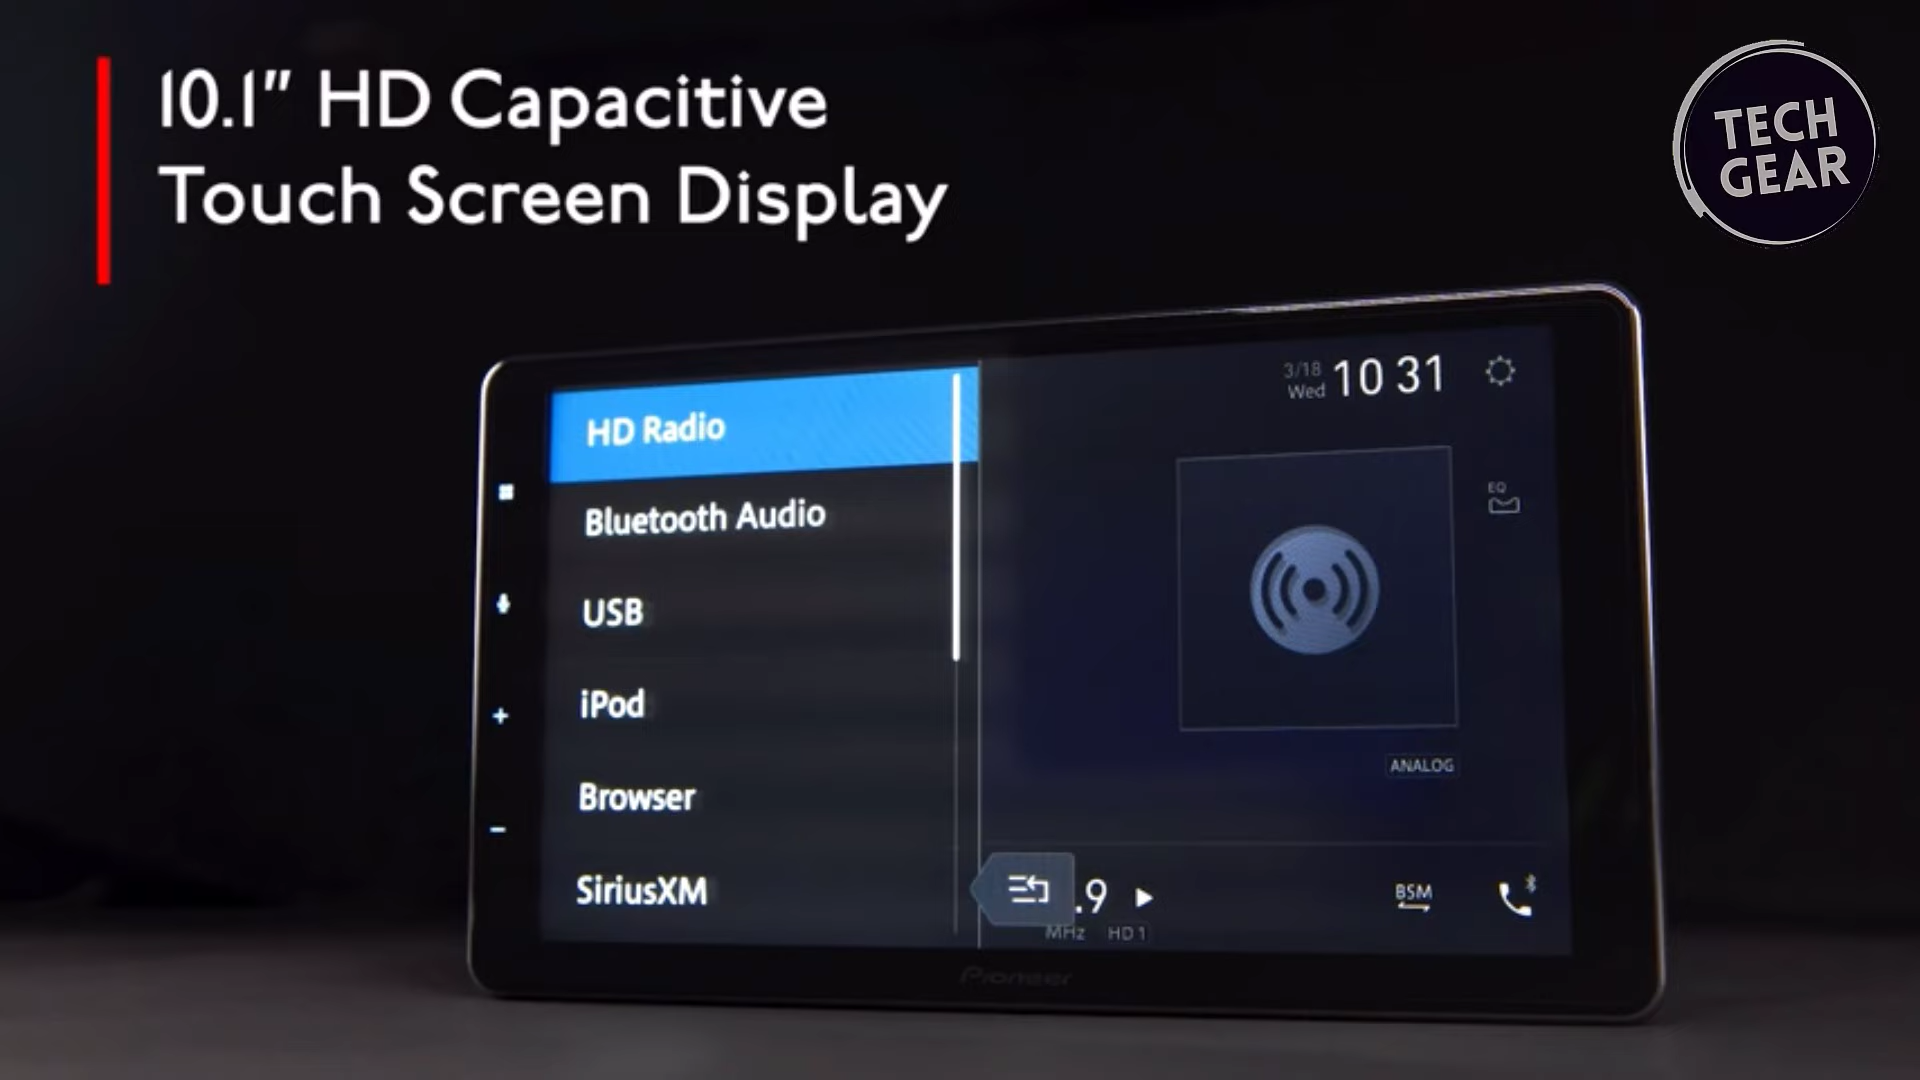 10.1" HD Capacitive
Touch Screen Display
TECH
GEAR
HD Radio
Bluetooth Audio
USB
iPod
Browser
SiriusXM
3/18
Wed
10 31
EQ
ANALOG
.9
MHz HD 1
BSM
Pioneer